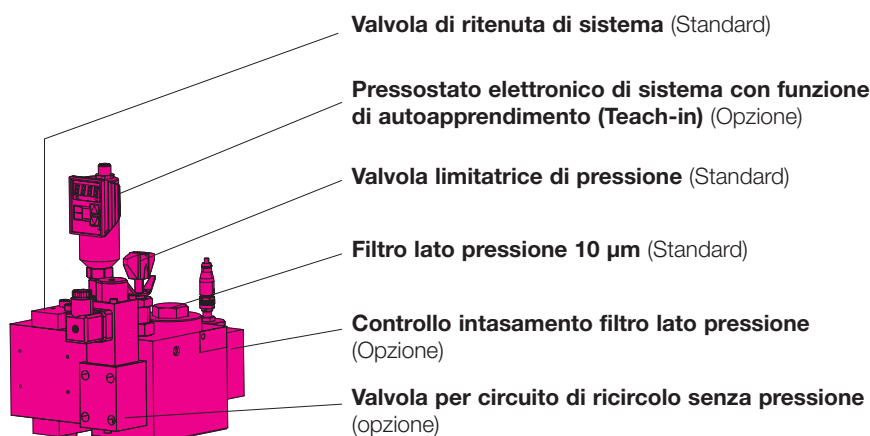 Valvola di ritenuta di sistema (Standard)
Pressostato elettronico di sistema con funzione
di autoapprendimento (Teach-in) (Opzione)
Valvola limitatrice di pressione (Standard)
Filtro lato pressione 10 µm (Standard)
Controllo intasamento filtro lato pressione
(Opzione)
Valvola per circuito di ricircolo senza pressione
(opzione)